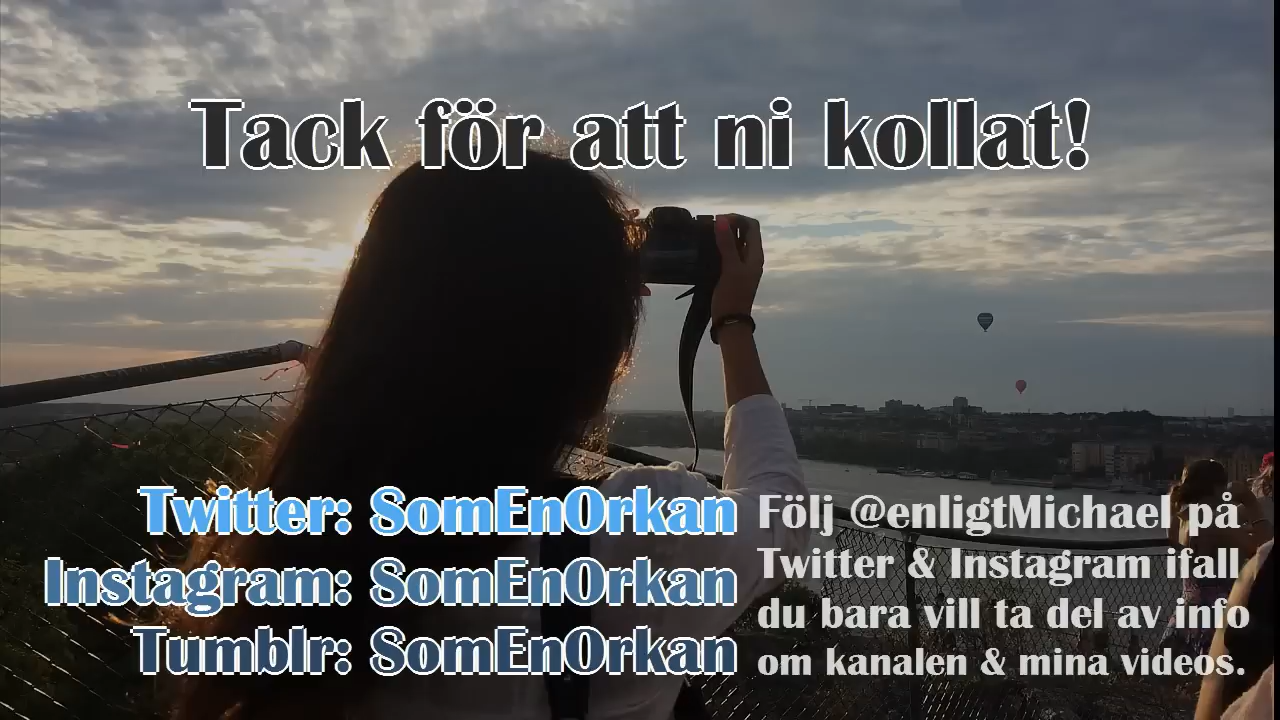 Tack för att ni kollat!
Twitter: SomEnOrkan
Instagram: SomEnOrkan
Tumblr: SomEnOrkan
Följ @enligtMichael på
Twitter & Instagram ifall
du bara vill ta del av info
om kanalen & mina videos.